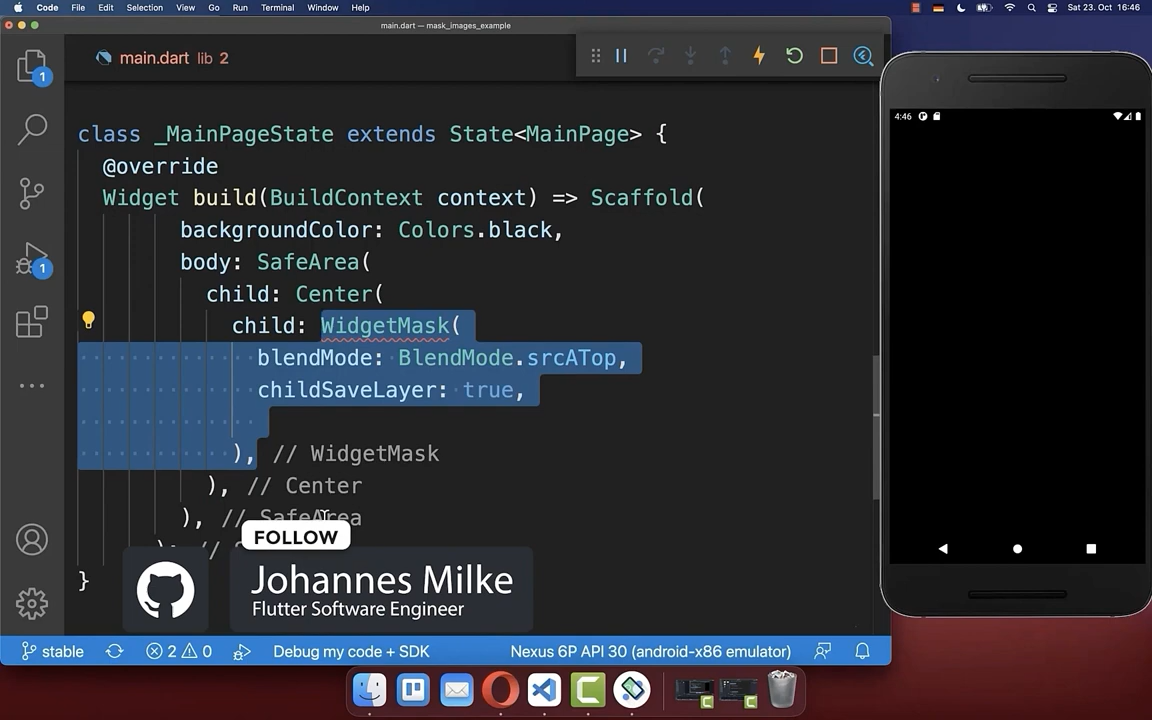 Code File Edit Selection View Go Run Terminal Window Help
Sat 23. Oct 16:46
main.dart — mask_images_example
main.dart lib 2
1
class _MainPageState extends State<MainPage> {
@override
Widget build(BuildContext context) => Scaffold(
backgroundColor: Colors.black,
body: SafeArea(
child: Center(
child: WidgetMask(
blendMode: BlendMode.srcATop,
childSaveLayer: true,
), // WidgetMask
), // Center
), // SafeArea
); //
}
1
FOLLOW
Johannes Milke
Flutter Software Engineer
stable
2
0
Debug my code + SDK
Nexus 6P API 30 (android-x86 emulator)
4:46